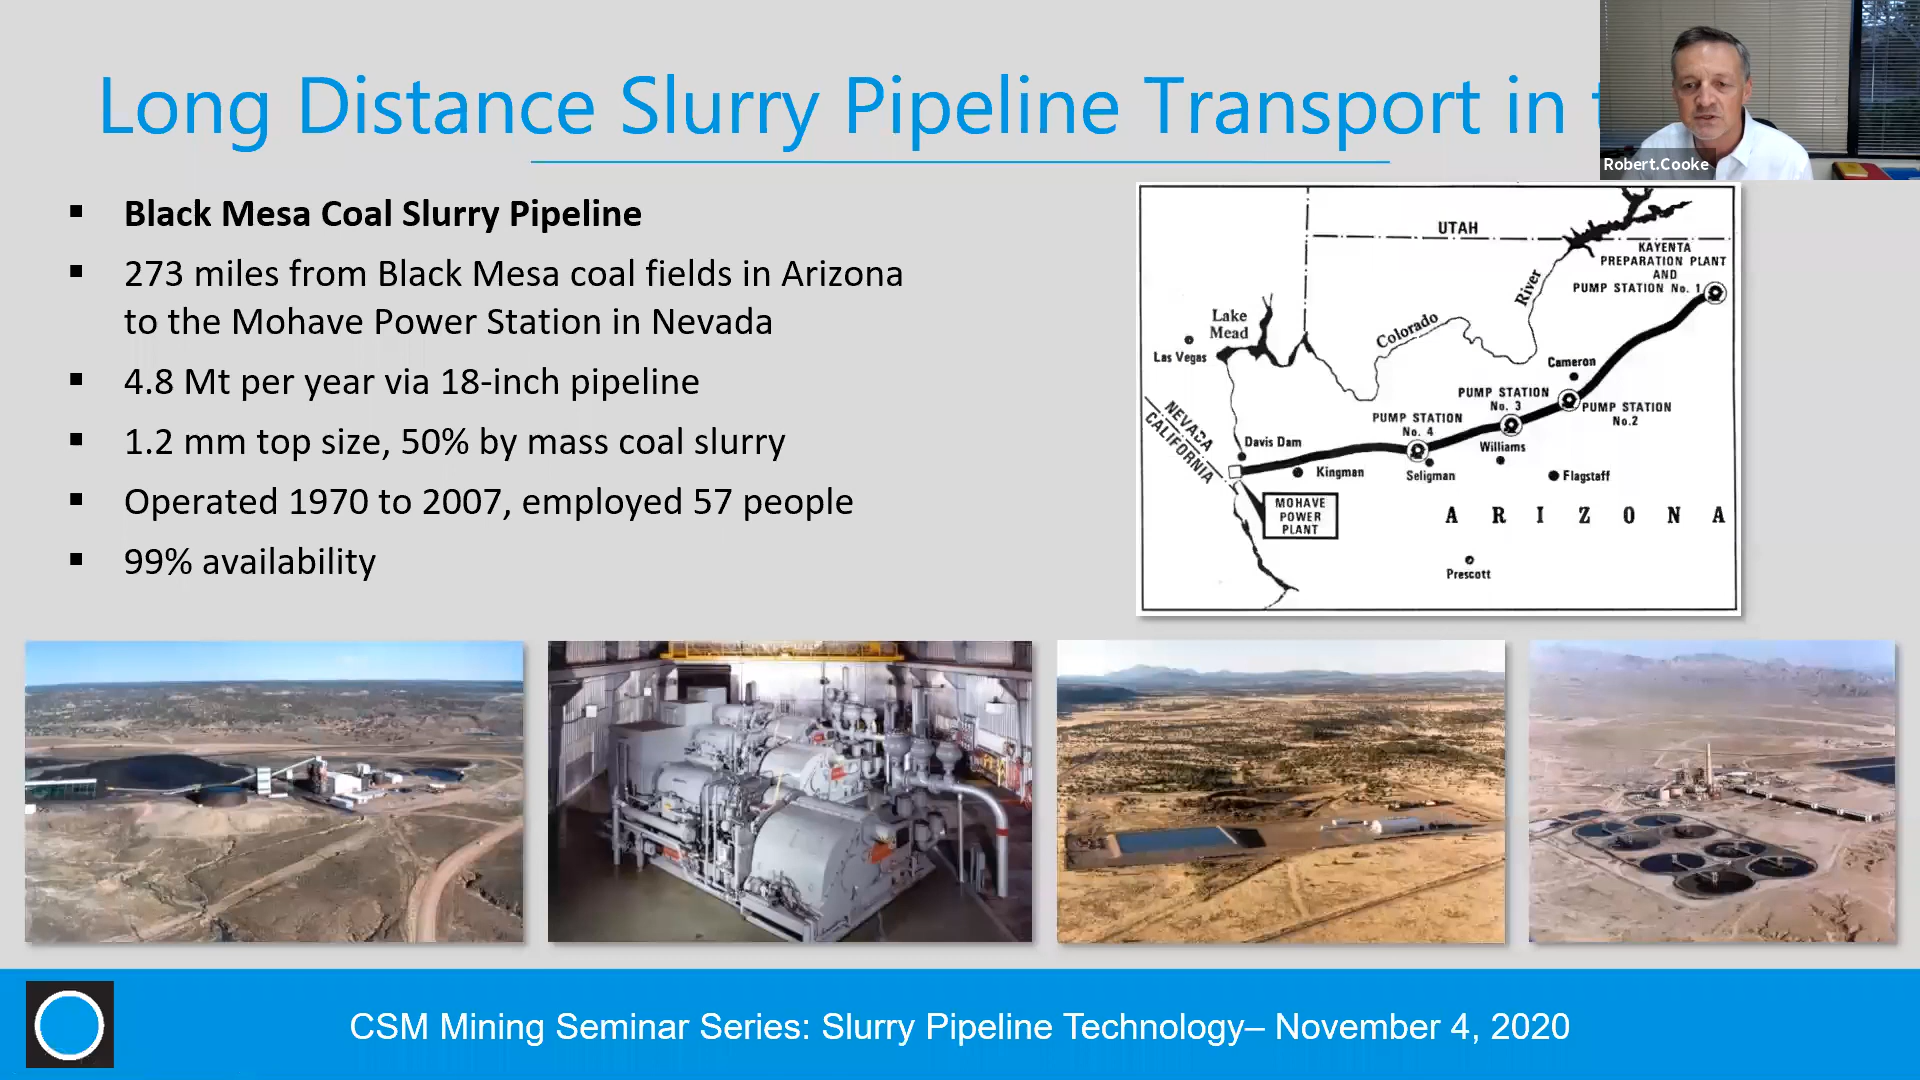 Long Distance Slurry Pipeline Transport in
Robert.Cooke
▪ Black Mesa Coal Slurry Pipeline
▪ 273 miles from Black Mesa coal fields in Arizona
to the Mohave Power Station in Nevada
▪ 4.8 Mt per year via 18-inch pipeline
▪ 1.2 mm top size, 50% by mass coal slurry
▪ Operated 1970 to 2007, employed 57 people
▪ 99% availability
UTAH
KAYENTA
PREPARATION PLANT
AND
PUMP STATION No. 1
River
Lake
Mead
Colorado
Las Vegas
Cameron
PUMP STATION
No. 3
PUMP STATION
No.2
PUMP STATION
No. 4
NEVADA
CALIFORNIA
Davis Dam
Williams
Kingman
Seligman
Flagstaff
MOHAVE
POWER
PLANT
ARIZONA
Prescott
CSM Mining Seminar Series: Slurry Pipeline Technology– November 4, 2020